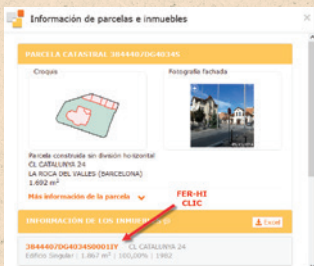 Información de parcelas e inmuebles
PARCELA CATASTRAL 3844407DG4034S
Croquis
Fotografía fachada
Parcela construida sin división horizontal
CL CATALUNYA 24
LA ROCA DEL VALLES (BARCELONA)
1.692 m²
Más información de la parcela
FER-HI
CLIC
INFORMACIÓN DE LOS INMUEBLES
Excel
3844407DG4034S0001IY CL CATALUNYA 24
Edificio Singular | 1.867 m² | 100,00% | 1992